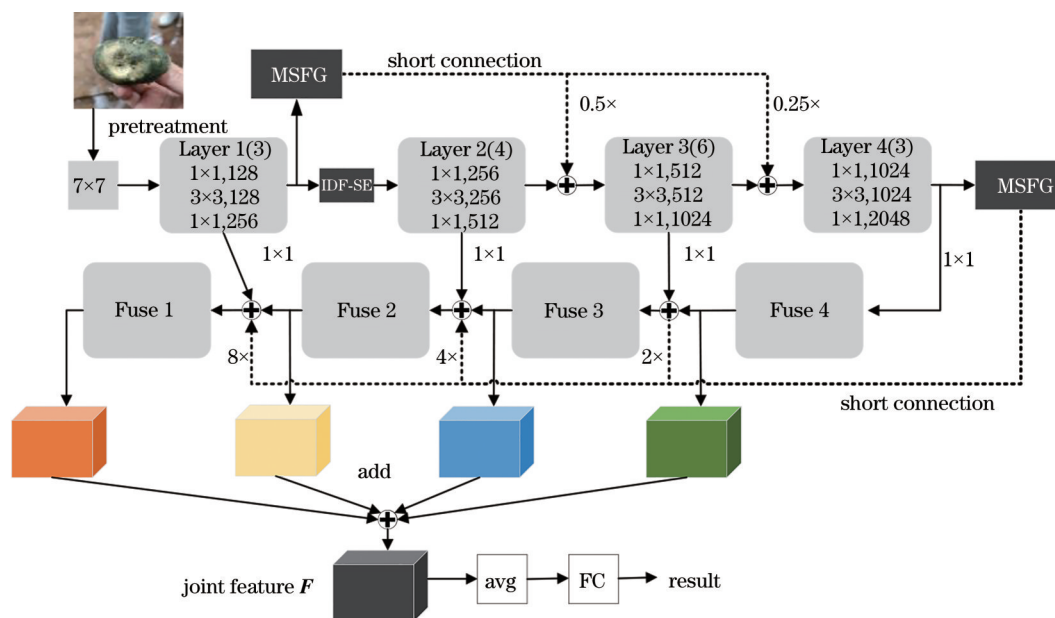 MSFG
short connection
0.5×
0.25×
pretreatment
7×7
Layer 1(3)
1×1,128
3×3,128
1×1,256
IDF-SE
Layer 2(4)
1×1,256
3×3,256
1×1,512
Layer 3(6)
1×1,512
3×3,512
1×1,1024
Layer 4(3)
1×1,1024
3×3,1024
1×1,2048
MSFG
1×1
1×1
1×1
1×1
Fuse 1
Fuse 2
Fuse 3
Fuse 4
8×
4×
2×
short connection
add
joint feature F
avg
FC
result